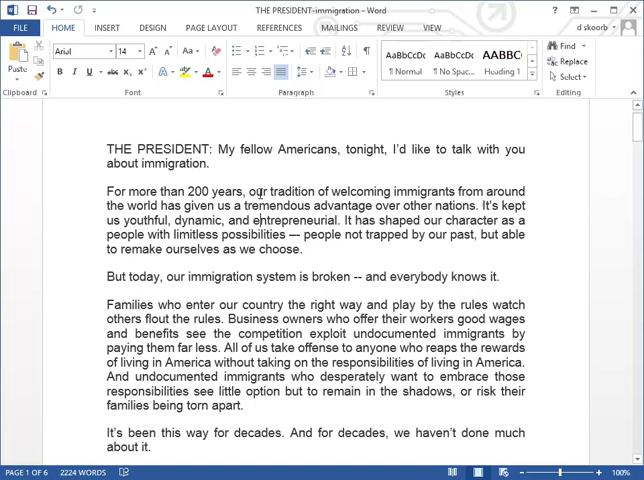 THE PRESIDENT-immigration - Word
FILE HOME INSERT DESIGN PAGE LAYOUT REFERENCES MAILINGS REVIEW VIEW d skoorb
Paste Arial 14 Aa AaBbCcDc AaBbCcDc AABBC Find
B I U abc x₂ x² A A ¶ Normal ¶ No Spac... Heading 1 Replace
Select
Clipboard Font Paragraph Styles Editing
THE PRESIDENT: My fellow Americans, tonight, I’d like to talk with you
about immigration.
For more than 200 years, our tradition of welcoming immigrants from around
the world has given us a tremendous advantage over other nations. It’s kept
us youthful, dynamic, and entrepreneurial. It has shaped our character as a
people with limitless possibilities –- people not trapped by our past, but able
to remake ourselves as we choose.
But today, our immigration system is broken -- and everybody knows it.
Families who enter our country the right way and play by the rules watch
others flout the rules. Business owners who offer their workers good wages
and benefits see the competition exploit undocumented immigrants by
paying them far less. All of us take offense to anyone who reaps the rewards
of living in America without taking on the responsibilities of living in America.
And undocumented immigrants who desperately want to embrace those
responsibilities see little option but to remain in the shadows, or risk their
families being torn apart.
It’s been this way for decades. And for decades, we haven’t done much
about it.
PAGE 1 OF 6 2224 WORDS 100%